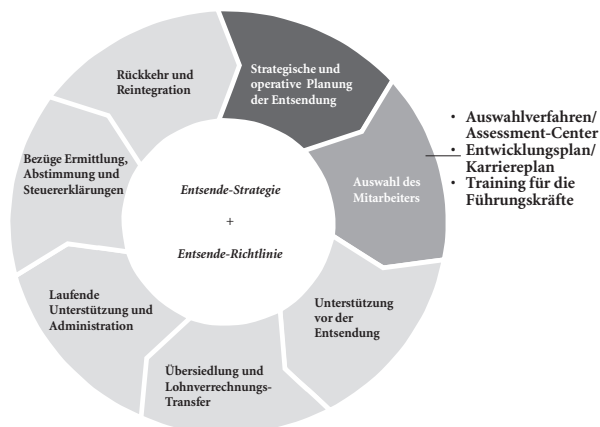 Strategische und
operative Planung
der Entsendung
Auswahl des
Mitarbeiters
• Auswahlverfahren/
Assessment-Center
• Entwicklungsplan/
Karriereplan
• Training für die
Führungskräfte
Unterstützung
vor der
Entsendung
Übersiedlung und
Lohnverrechnungs-
Transfer
Laufende
Unterstützung und
Administration
Bezüge Ermittlung,
Abstimmung und
Steuererklärungen
Rückkehr und
Reintegration
Entsende-Strategie
+
Entsende-Richtlinie